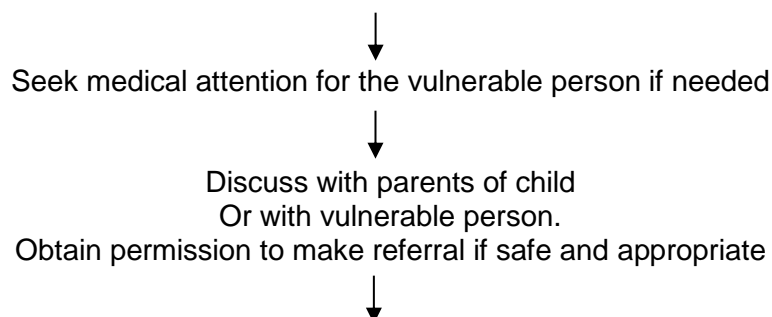 Seek medical attention for the vulnerable person if needed
Discuss with parents of child
Or with vulnerable person.
Obtain permission to make referral if safe and appropriate